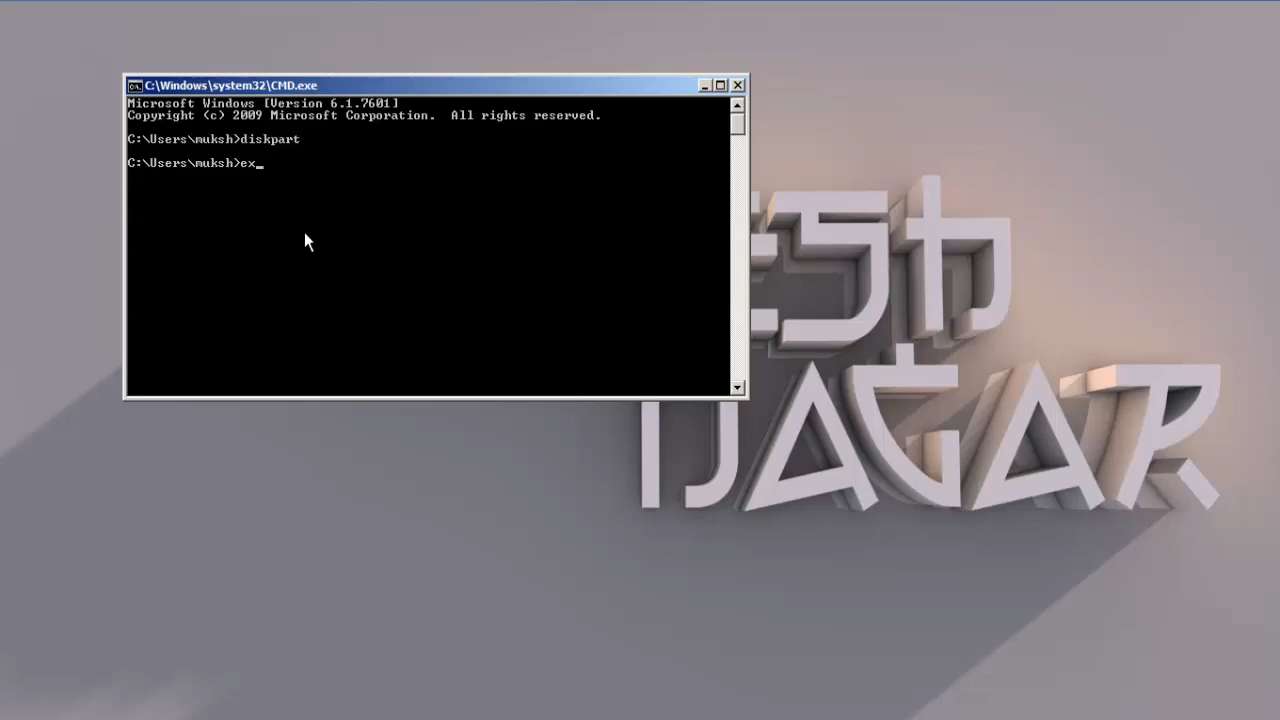 C:\Windows\system32\CMD.exe
Microsoft Windows [Version 6.1.7601]
Copyright (c) 2009 Microsoft Corporation.  All rights reserved.
C:\Users\muksh>diskpart
C:\Users\muksh>ex_
ESH